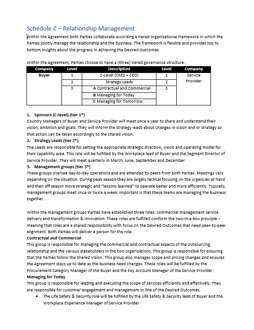 Schedule C – Relationship Management
Within the Agreement both Parties collaborate according a tiered organizational framework in which the
Parties jointly manage the relationship and the business. The framework is flexible and provides top to
bottom insights about the progress in achieving the Desired Outcomes.
Within the Agreement, Parties choose to have a (three) tiered governance structure.
Company Level Description Level Company
Buyer 1 C-Level (CMO + CEO) 1 Service
2 Strategy Leads 2 Provider
3 A Contractual and Commercial 3
B Managing for Today
C Managing for Tomorrow
1. Sponsors (C-level) (Tier 1*)
Country Managers of Buyer and Service Provider will meet once a year to share and understand their
vision, ambition and goals. They will inform the strategy leads about changes in vision and or strategy so
that action can be taken accordingly to the shared vision.
1. Strategy Leads (Tier 2*)
The Leads are responsible for setting the appropriate strategic direction, vision and operating model for
their capability area. This role will be fulfilled by the Workplace lead of Buyer and the Segment Director of
Service Provider. They will meet quarterly in March, June, September and December.
1. Management groups (Tier 3*)
These groups oversee day-to-day operations and are attended by peers from both Parties. Meetings vary
depending on the situation. During peak season they are largely tactical focusing on the urgencies at hand
and then off season more strategic and "lessons learned" to operate better and more efficiently. Typically,
management groups meet once or twice a week. Important is that these teams are managing the business
together.
Within the management groups Parties have established three roles: commercial management service
delivery and transformation & innovation. These roles are fulfilled conform the two-in-a-box principle –
meaning that roles are a shared responsibility with focus on the Desired Outcomes that need peer-to-peer
alignment. Both Parties will deliver a person for the role.
Contractual and Commercial
This group is responsible for managing the commercial and contractual aspects of the outsourcing
relationship and the various stakeholders in the two organizations. This group is responsible for ensuring
that the Parties follow the shared Vision. This group also manages scope and pricing changes and ensures
the Agreement stays up to date as the business need changes. These roles will be fulfilled by the
Procurement Category Manager of the Buyer and the Key Account Manager of the Service Provider.
Managing for Today
This group is responsible for leading and executing the scope of services efficiently and effectively. They
are responsible for customer engagement and management in line of the Desired Outcomes.
• The Life Safety & Security role will be fulfilled by the Life Safety & Security lead of Buyer and the
Workplace Experience Manager of Service Provider